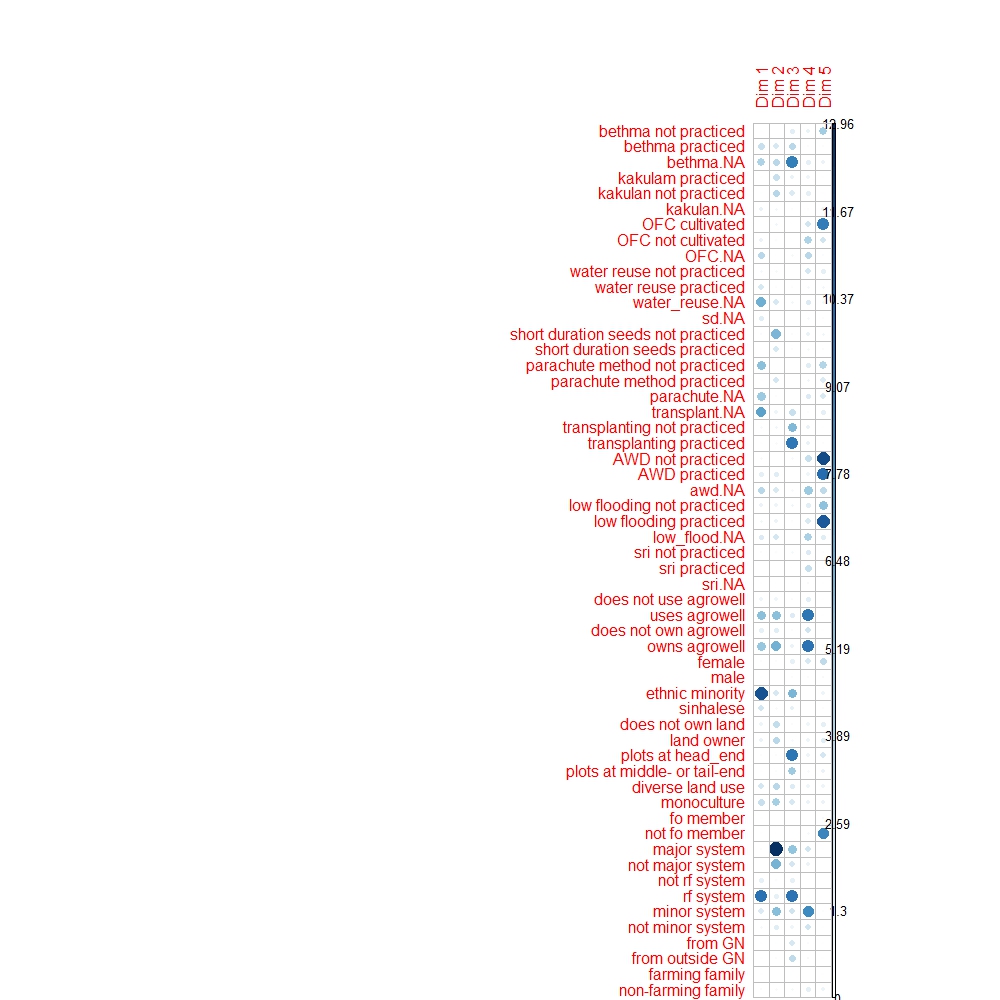 Dim 1
Dim 2
Dim 3
Dim 4
Dim 5
12.96
bethma not practiced
bethma practiced
bethma.NA
kakulam practiced
kakulan not practiced
kakulan.NA
11.67
OFC cultivated
OFC not cultivated
OFC.NA
water reuse not practiced
water reuse practiced
10.37
water_reuse.NA
sd.NA
short duration seeds not practiced
short duration seeds practiced
parachute method not practiced
parachute method practiced
9.07
parachute.NA
transplant.NA
transplanting not practiced
transplanting practiced
AWD not practiced
AWD practiced
7.78
awd.NA
low flooding not practiced
low flooding practiced
low_flood.NA
sri not practiced
6.48
sri practiced
sri.NA
does not use agrowell
uses agrowell
does not own agrowell
owns agrowell
5.19
female
male
ethnic minority
sinhalese
does not own land
3.89
land owner
plots at head_end
plots at middle- or tail-end
diverse land use
monoculture
fo member
2.59
not fo member
major system
not major system
not rf system
rf system
minor system
1.3
not minor system
from GN
from outside GN
farming family
non-farming family
0